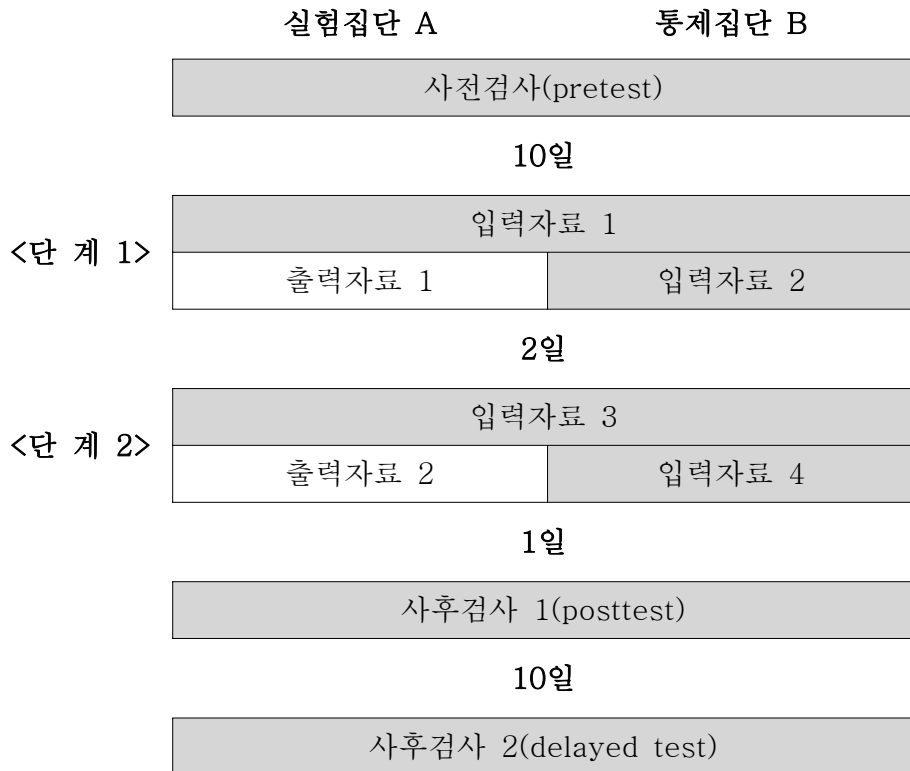 실험집단 A 통제집단 B
사전검사(pretest)
10일
<단 계 1>
입력자료 1
출력자료 1 입력자료 2
2일
<단 계 2>
입력자료 3
출력자료 2 입력자료 4
1일
사후검사 1(posttest)
10일
사후검사 2(delayed test)